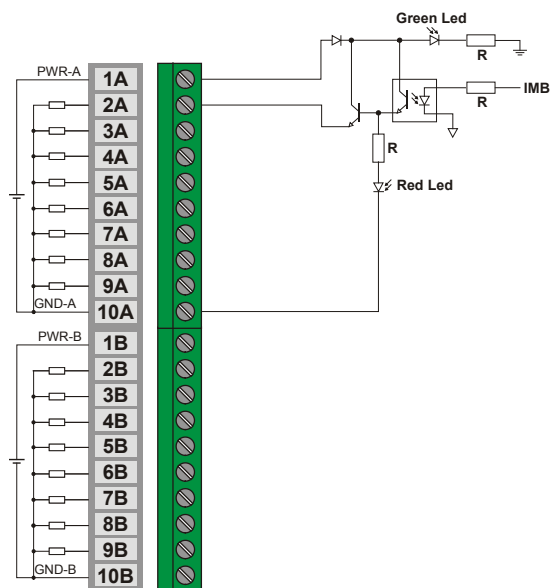 Green Led
R
PWR-A
1A
IMB
R
2A
3A
R
4A
5A
Red Led
6A
7A
8A
9A
GND-A
10A
PWR-B
1B
2B
3B
4B
5B
6B
7B
8B
9B
GND-B
10B